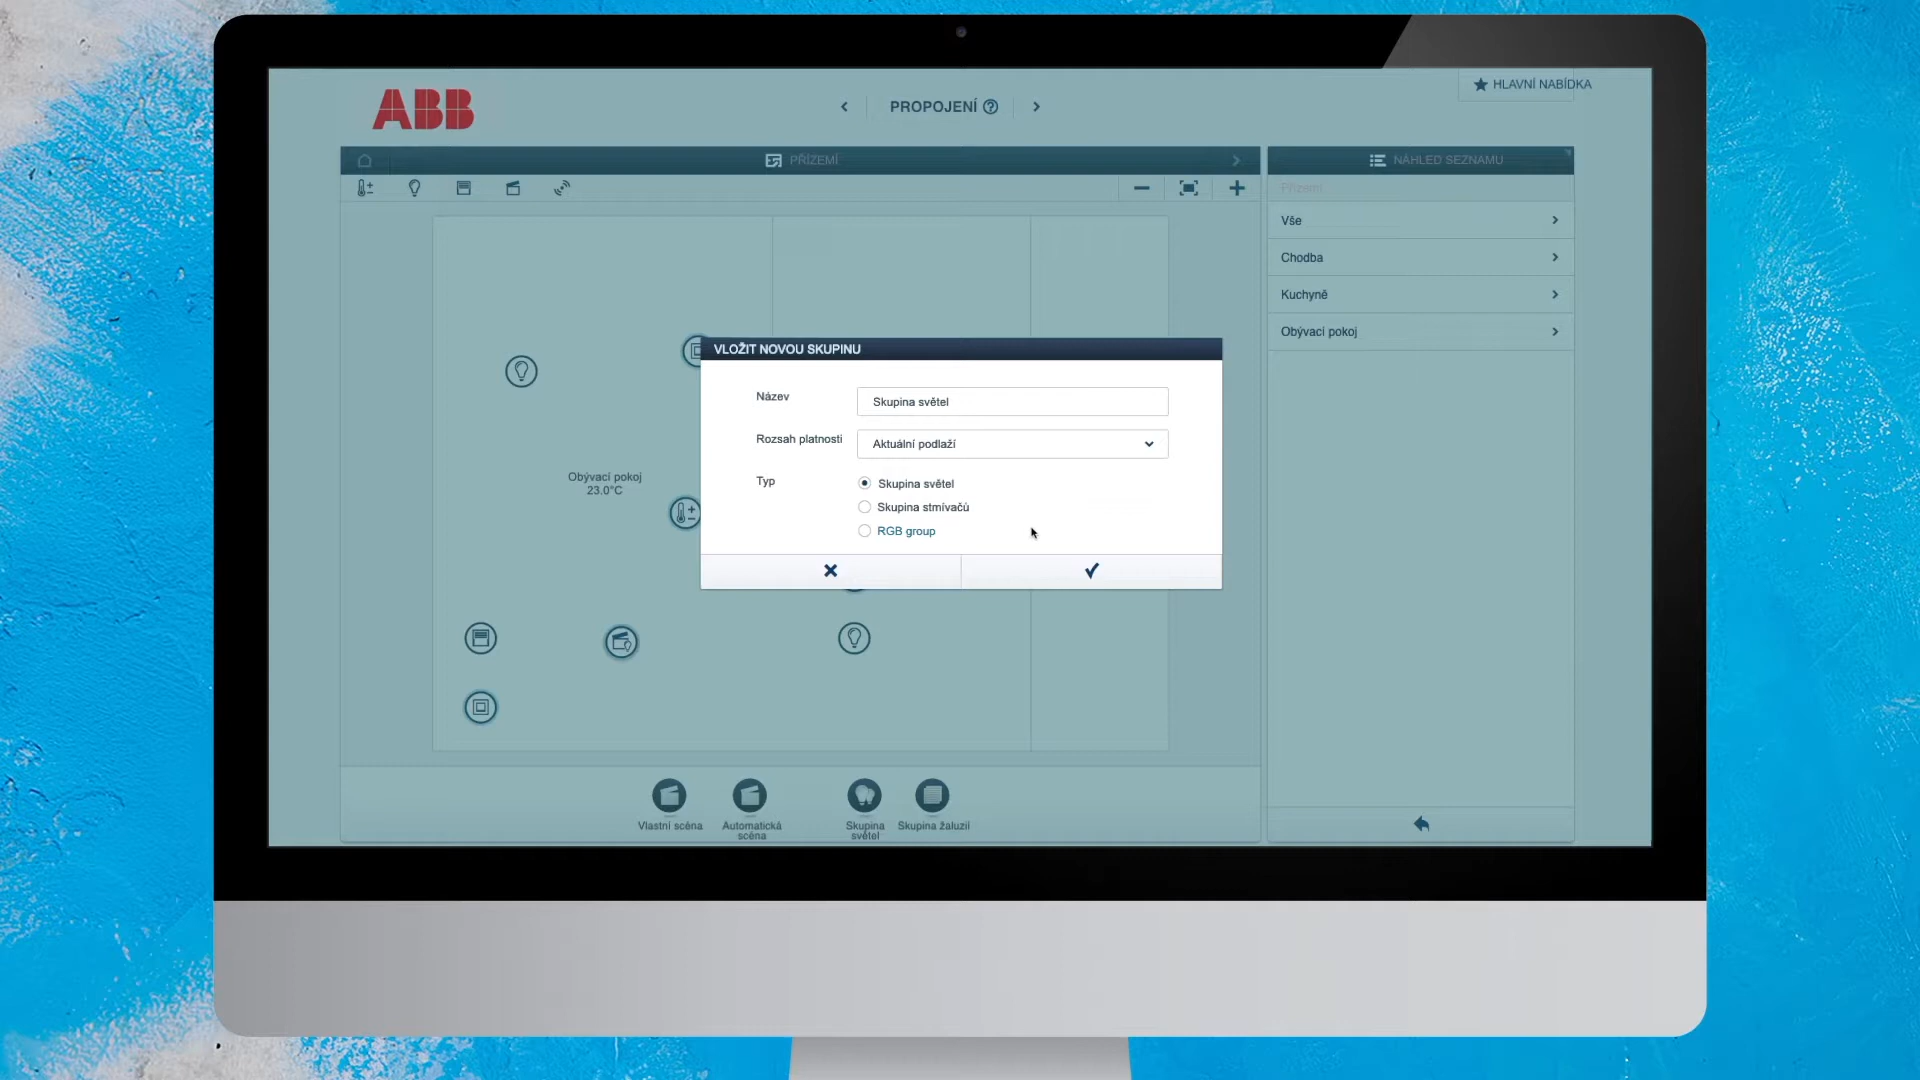 ABB
PROPOJENÍ
HLAVNÍ NABÍDKA
PŘÍZEMÍ
NÁHLED SEZNAMU
Přízemí
Vše
Chodba
Kuchyně
Obývací pokoj
VLOŽIT NOVOU SKUPINU
Název
Skupina světel
Rozsah platnosti
Aktuální podlaží
Typ
Skupina světel
Skupina stmívačů
RGB group
Obývací pokoj
23.0°C
Vlastní scéna
Automatická
scéna
Skupina
světel
Skupina žaluzií